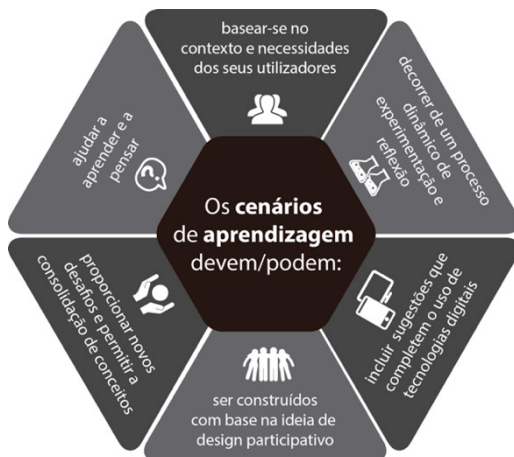 Os cenários
de aprendizagem
devem/podem:
basear-se no
contexto e necessidades
dos seus utilizadores
decorrer de um processo
dinâmico de
experimentação e
reflexão
incluir sugestões que
completem o uso de
tecnologias digitais
ser construídos
com base na ideia de
design participativo
proporcionar novos
desafios e permitir a
consolidação de conceitos
ajudar a
aprender e a
pensar
?